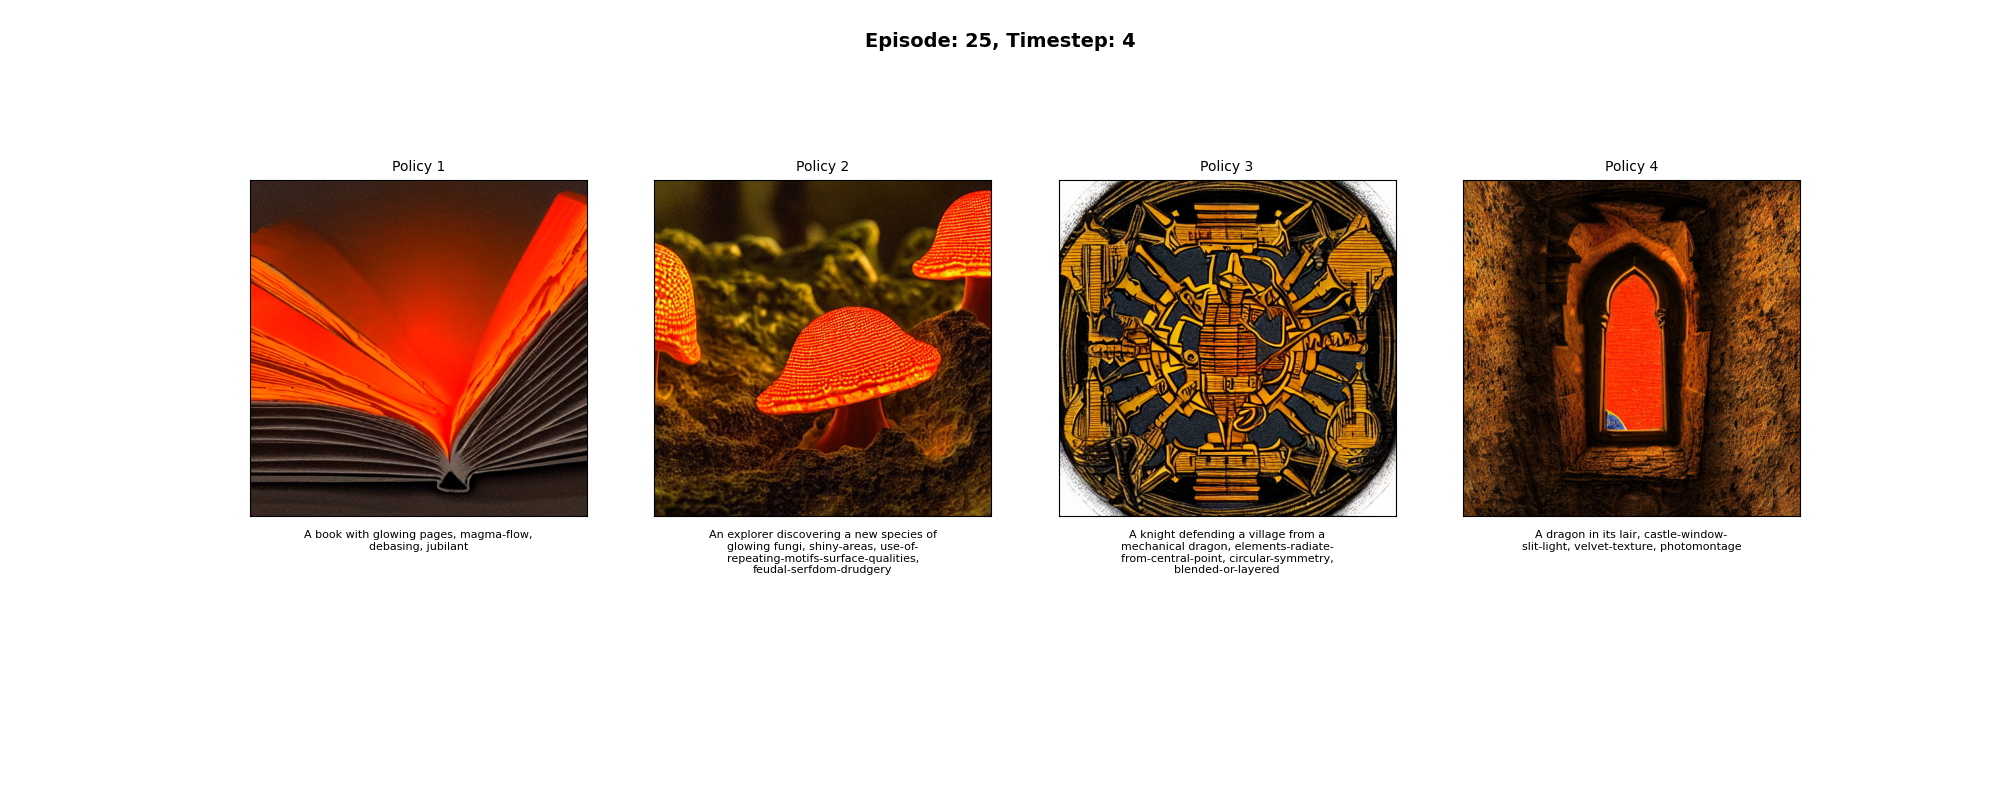 Episode: 25, Timestep: 4
Policy 1
Policy 2
Policy 3
Policy 4
A book with glowing pages, magma-flow,
debasing, jubilant
An explorer discovering a new species of
glowing fungi, shiny-areas, use-of-
repeating-motifs-surface-qualities,
feudal-serfdom-drudgery
A knight defending a village from a
mechanical dragon, elements-radiate-
from-central-point, circular-symmetry,
blended-or-layered
A dragon in its lair, castle-window-
slit-light, velvet-texture, photomontage